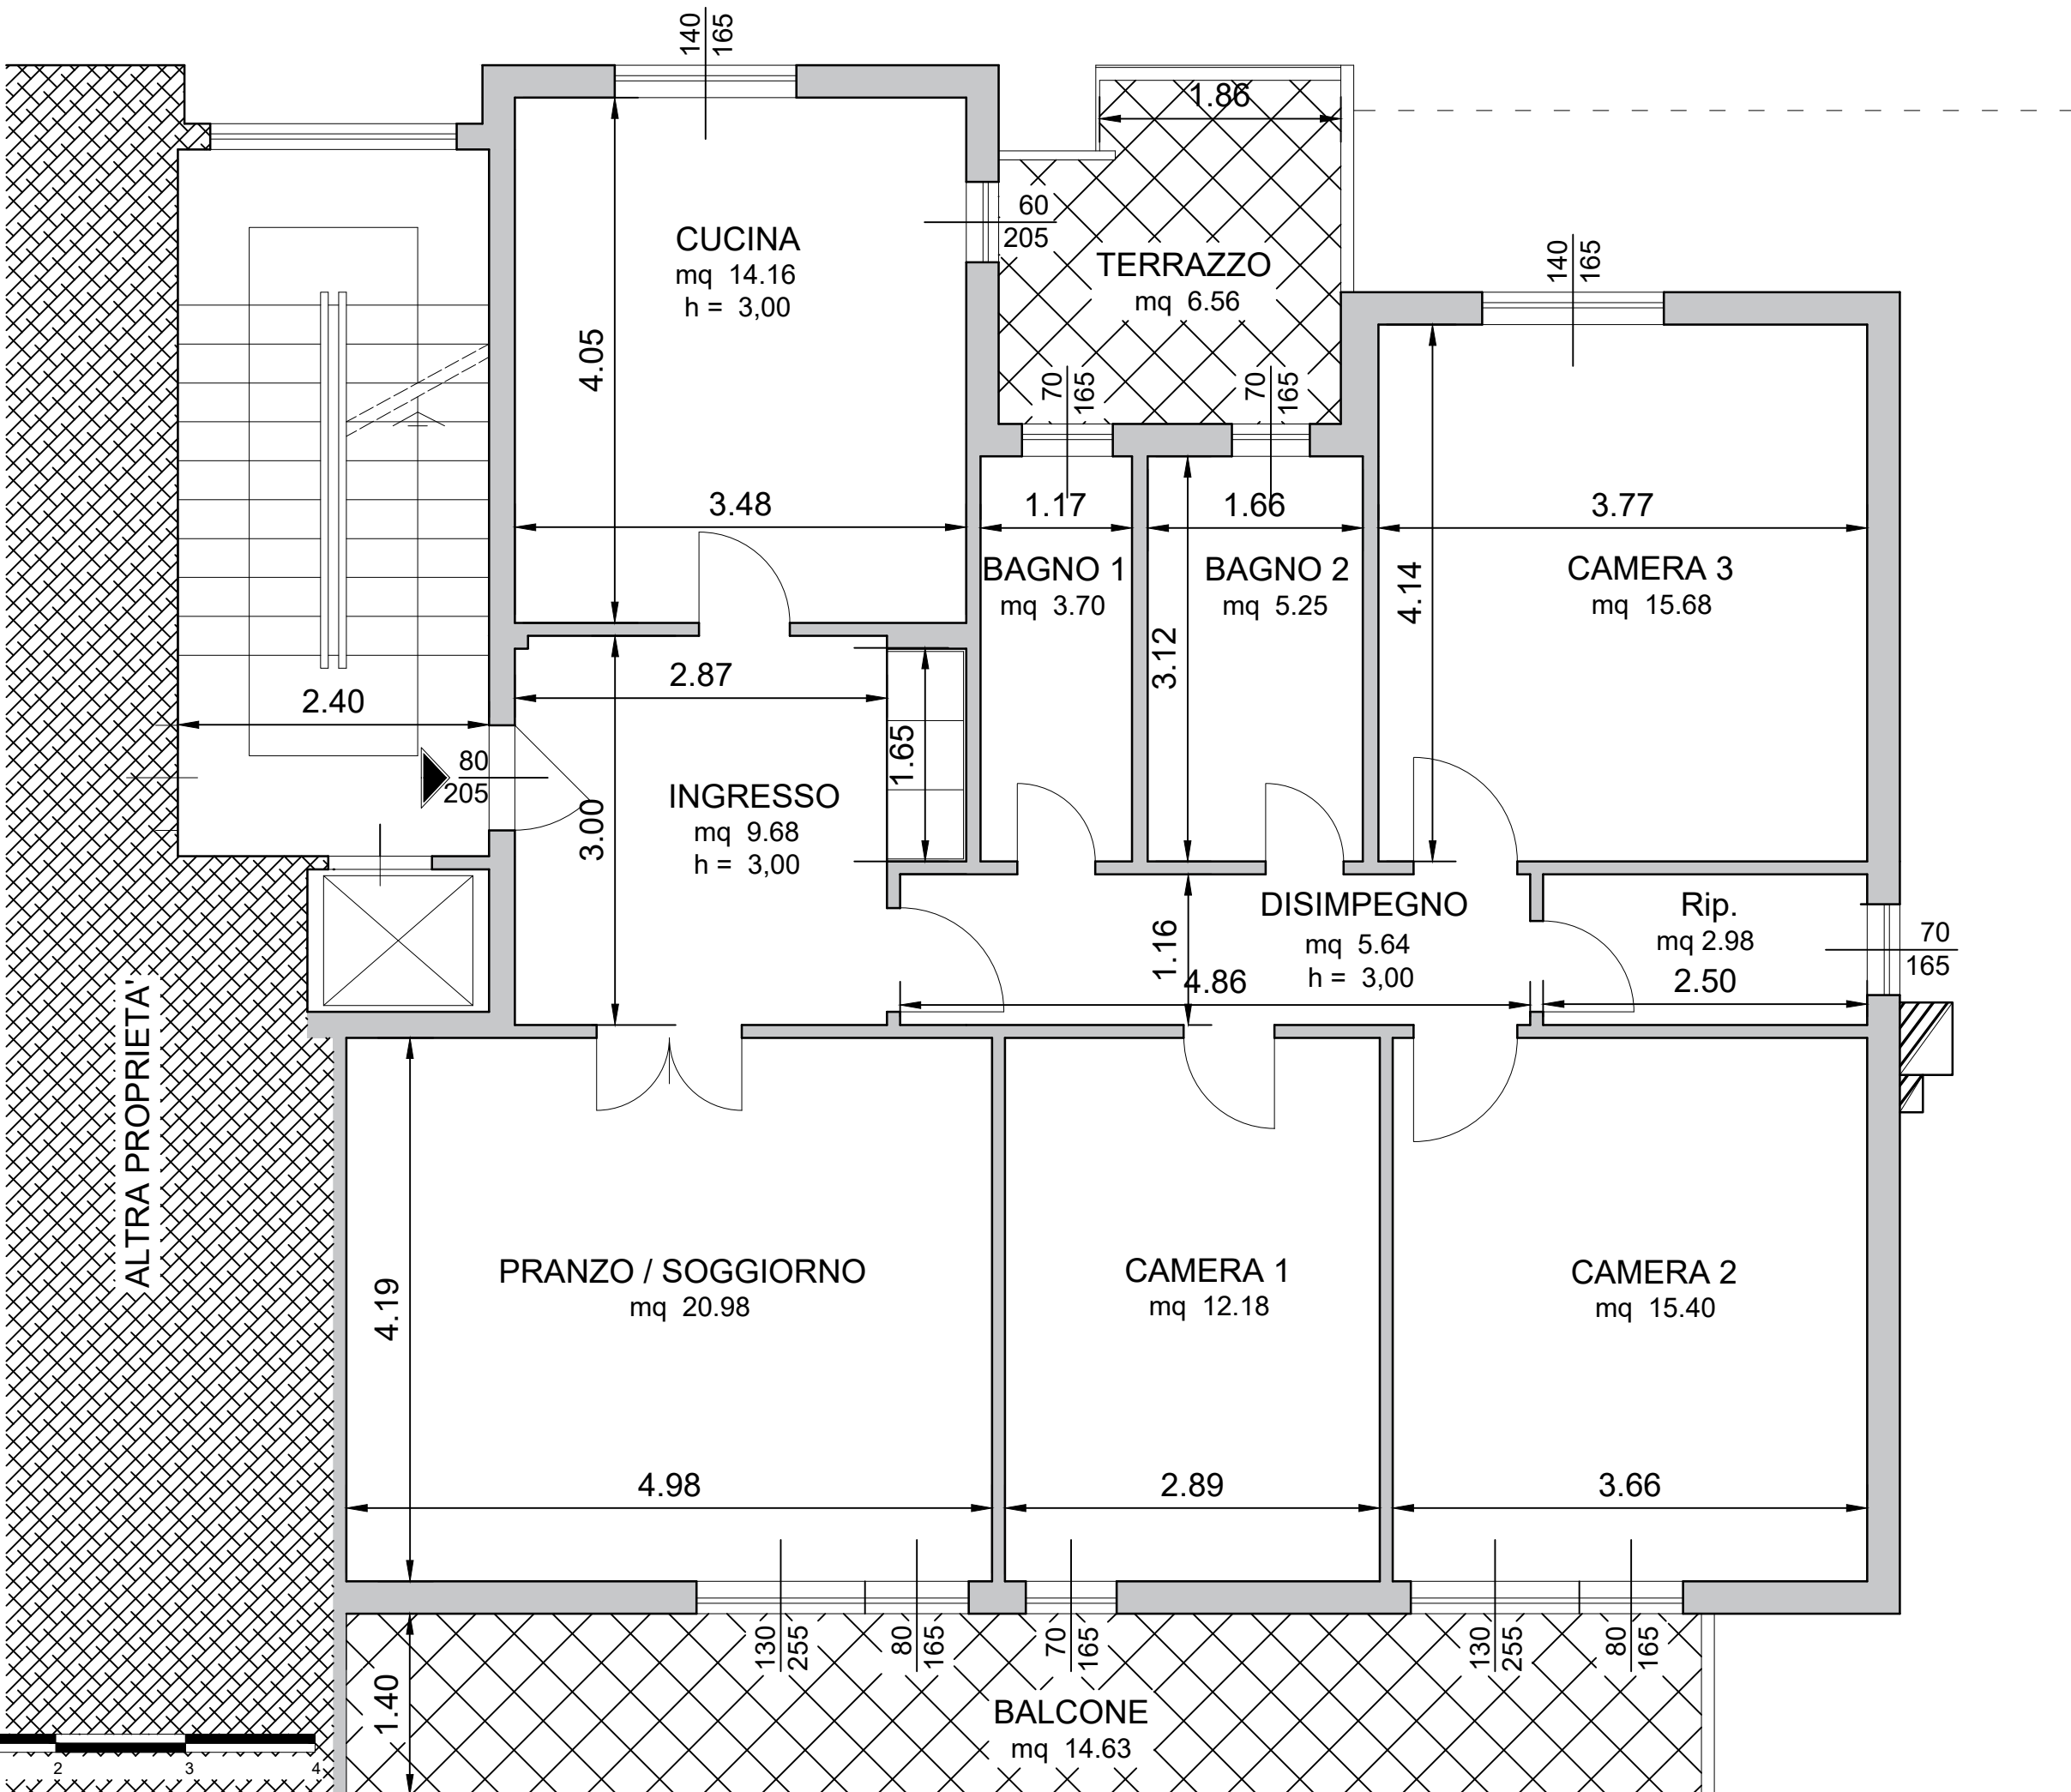 140
165
1.86
CUCINA
mq 14.16
h = 3,00
60
205
TERRAZZO
mq 6.56
140
165
4.05
70
165
70
165
3.48
1.17
1.66
3.77
BAGNO 1
mq 3.70
BAGNO 2
mq 5.25
CAMERA 3
mq 15.68
4.14
3.12
2.87
2.40
1.65
80
205
INGRESSO
mq 9.68
h = 3,00
3.00
DISIMPEGNO
mq 5.64
h = 3,00
1.16
4.86
Rip.
mq 2.98
2.50
70
165
ALTRA PROPRIETA'
PRANZO / SOGGIORNO
mq 20.98
CAMERA 1
mq 12.18
CAMERA 2
mq 15.40
4.19
4.98
2.89
3.66
130
255
80
165
70
165
130
255
80
165
1.40
BALCONE
mq 14.63
2
3
4